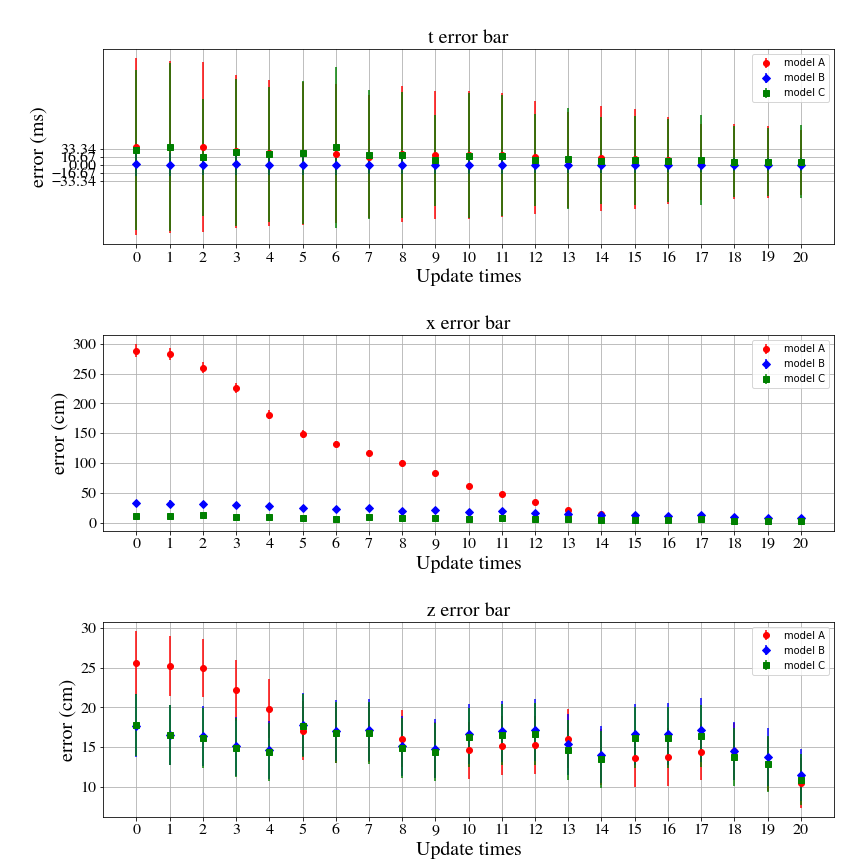 t error bar
error (ms)
33.34
16.67
0.00
−16.67
−33.34
model A
model B
model C
0 1 2 3 4 5 6 7 8 9 10 11 12 13 14 15 16 17 18 19 20
Update times
x error bar
error (cm)
300
250
200
150
100
50
0
model A
model B
model C
0 1 2 3 4 5 6 7 8 9 10 11 12 13 14 15 16 17 18 19 20
Update times
z error bar
error (cm)
30
25
20
15
10
model A
model B
model C
0 1 2 3 4 5 6 7 8 9 10 11 12 13 14 15 16 17 18 19 20
Update times